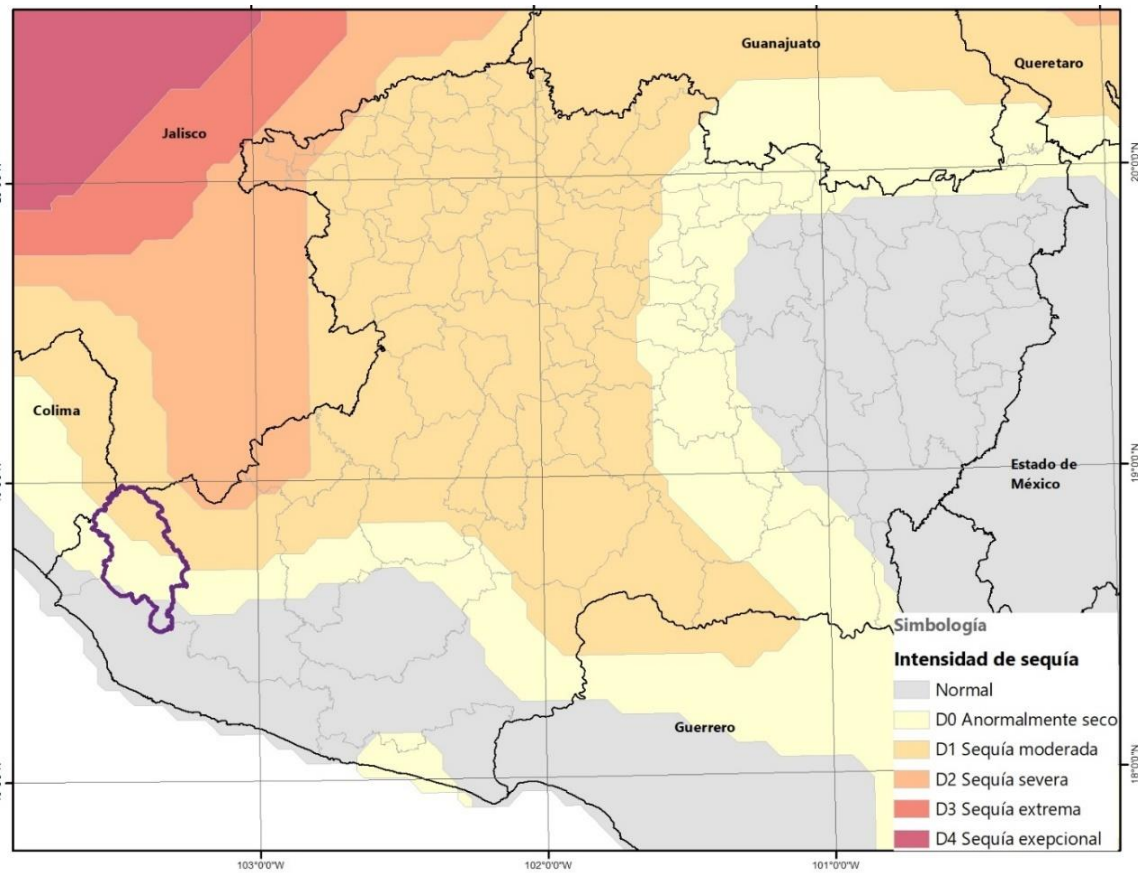 Guanajuato
Queretaro
Jalisco
20°0'0"N
Colima
19°0'0"N
Estado de
México
Simbología
Intensidad de sequía
Normal
D0 Anormalmente seco
D1 Sequía moderada
D2 Sequía severa
D3 Sequía extrema
D4 Sequía exepcional
Guerrero
18°0'0"N
103°0'0"W
102°0'0"W
101°0'0"W